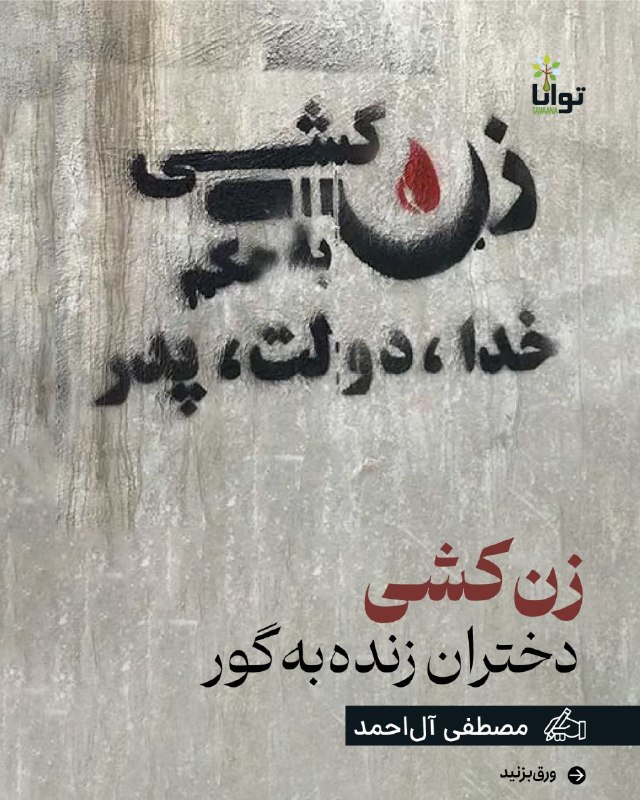 توانا
TAVAANA
زن‌کشی
به حکم
خدا، دولت، پدر
زن‌کشی
دختران زنده‌به‌گور
مصطفی آل‌احمد
ورق‌بزنید